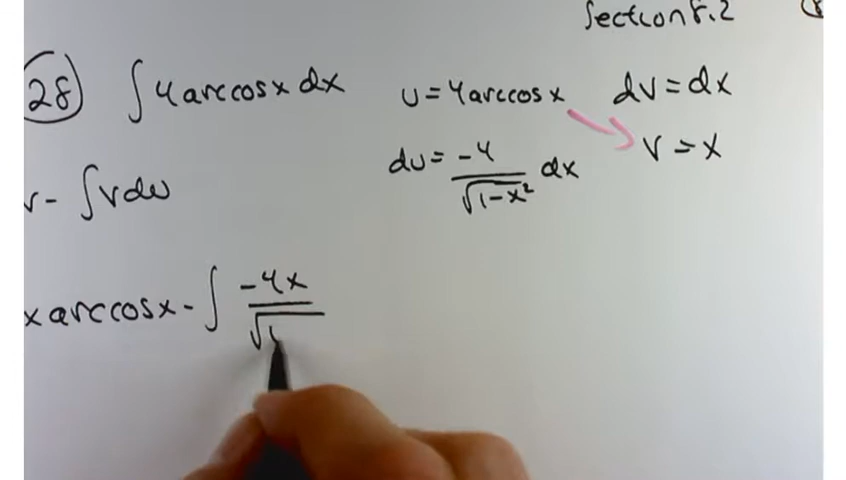 Section 8.2
28 ∫ 4 arccos x dx u = 4 arccos x dv = dx
du = -4/√(1-x²) dx v = x
v - ∫ v du
x arccos x - ∫ -4x/√1